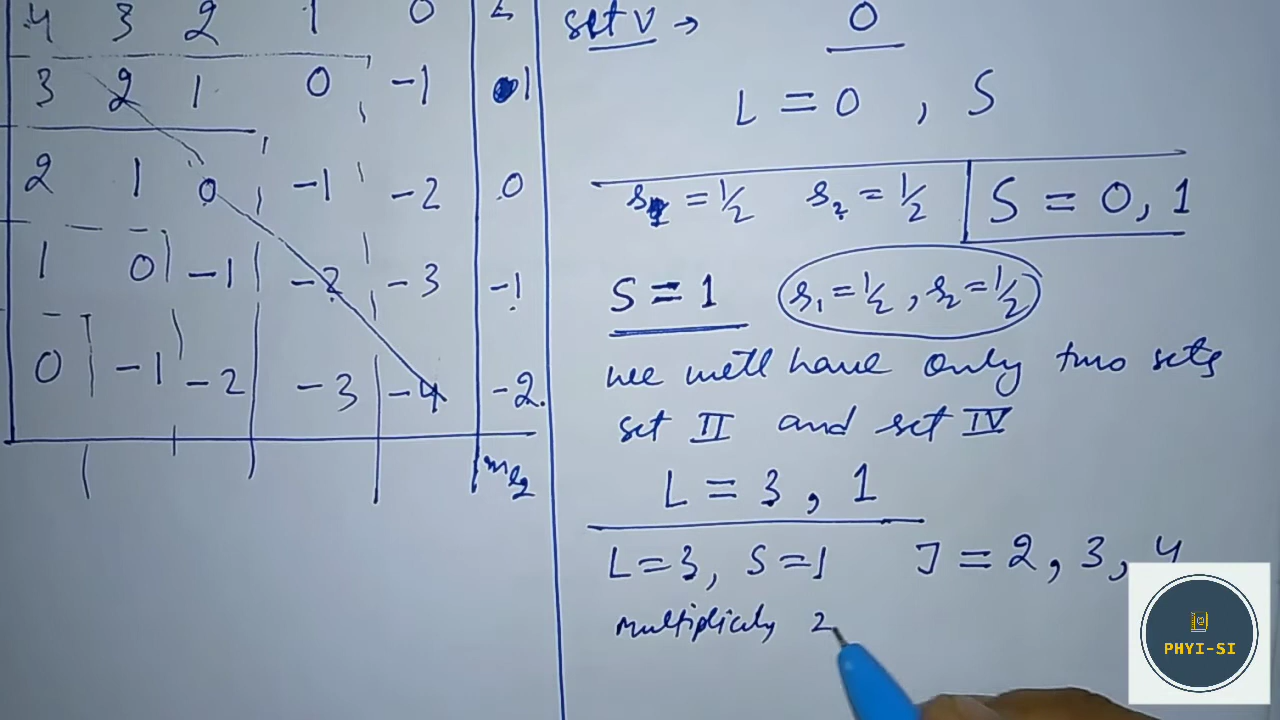 4 3 2 1 0 2
3 2 1 0 -1 1
2 1 0 -1 -2 0
1 0 -1 -2 -3 -1
0 -1 -2 -3 -4 -2
mℓ2
set V → 0
L = 0 , S
s1 = 1/2 s2 = 1/2 S = 0, 1
S = 1 s1 = 1/2 , s2 = 1/2
we will have only two sets
set II and set IV
L = 3 , 1
L = 3, S = 1 J = 2, 3, 4
multiplicity 2
PHYI-SI